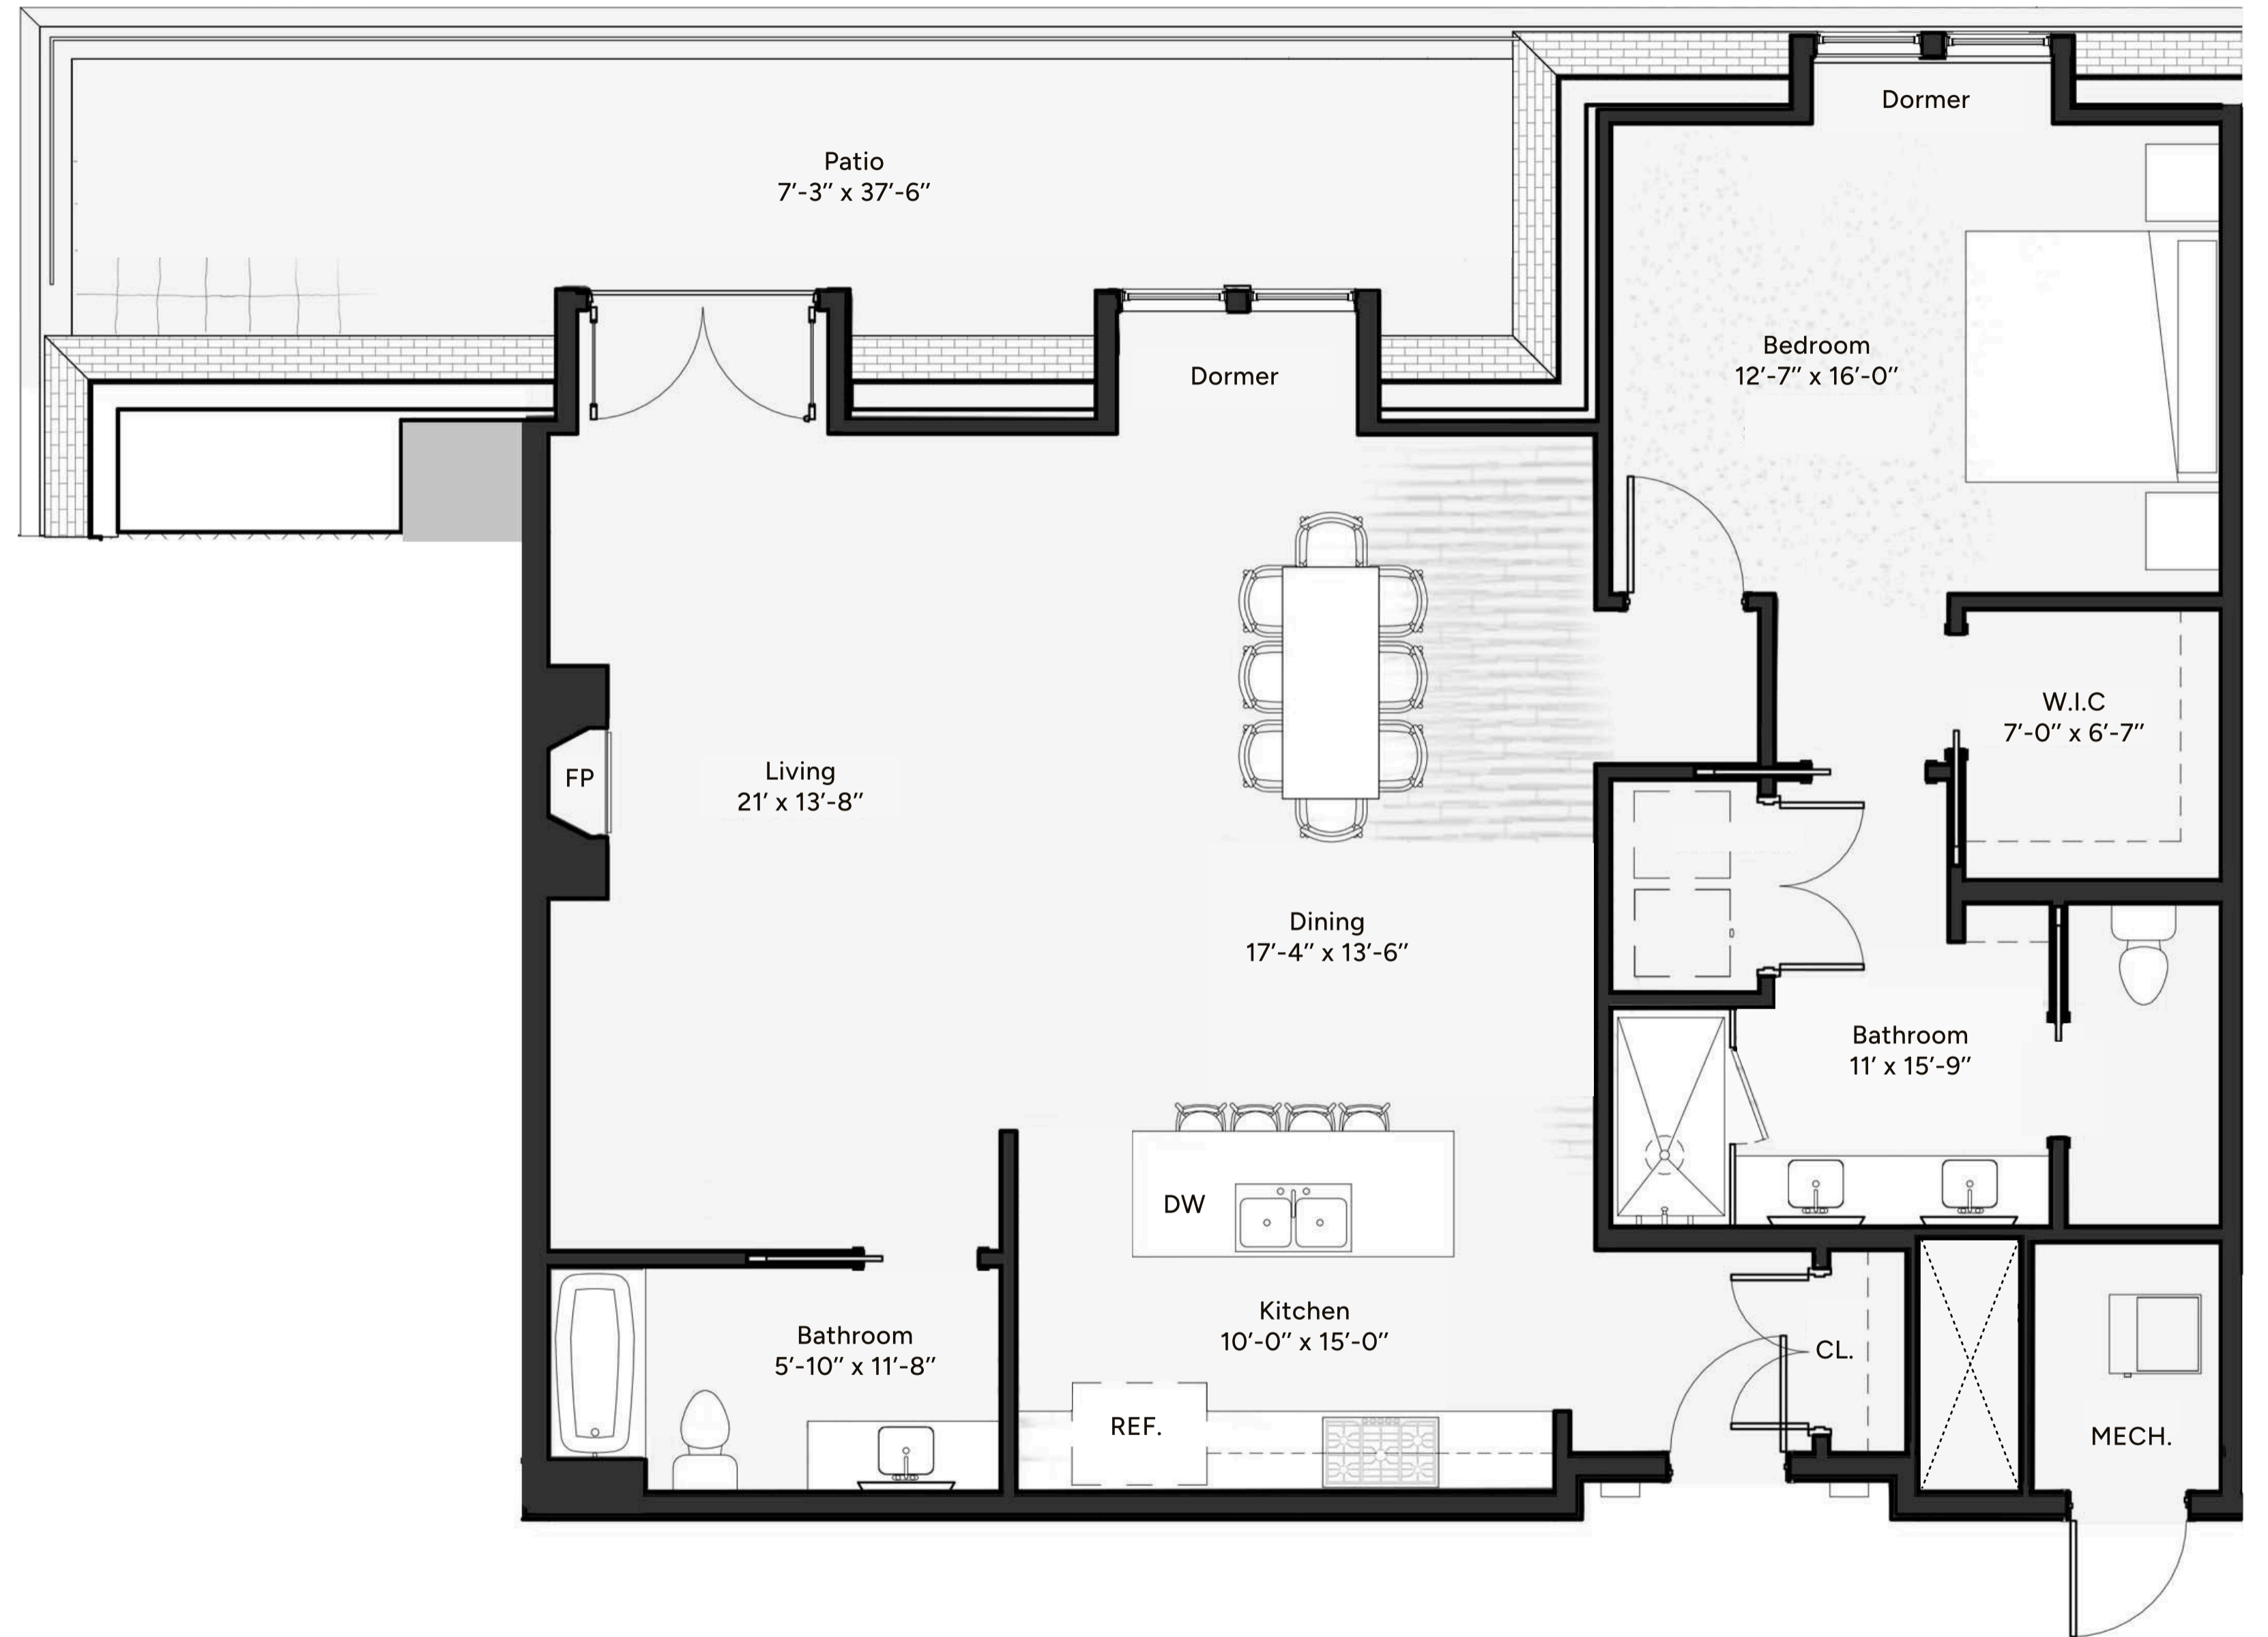 Dormer
Patio
7’-3” x 37’-6”
Bedroom
12’-7” x 16’-0”
Dormer
W.I.C
7’-0” x 6’-7”
FP
Living
21’ x 13’-8”
Dining
17’-4” x 13’-6”
Bathroom
11’ x 15’-9”
DW
Kitchen
10’-0” x 15’-0”
Bathroom
5’-10” x 11’-8”
CL.
REF.
MECH.